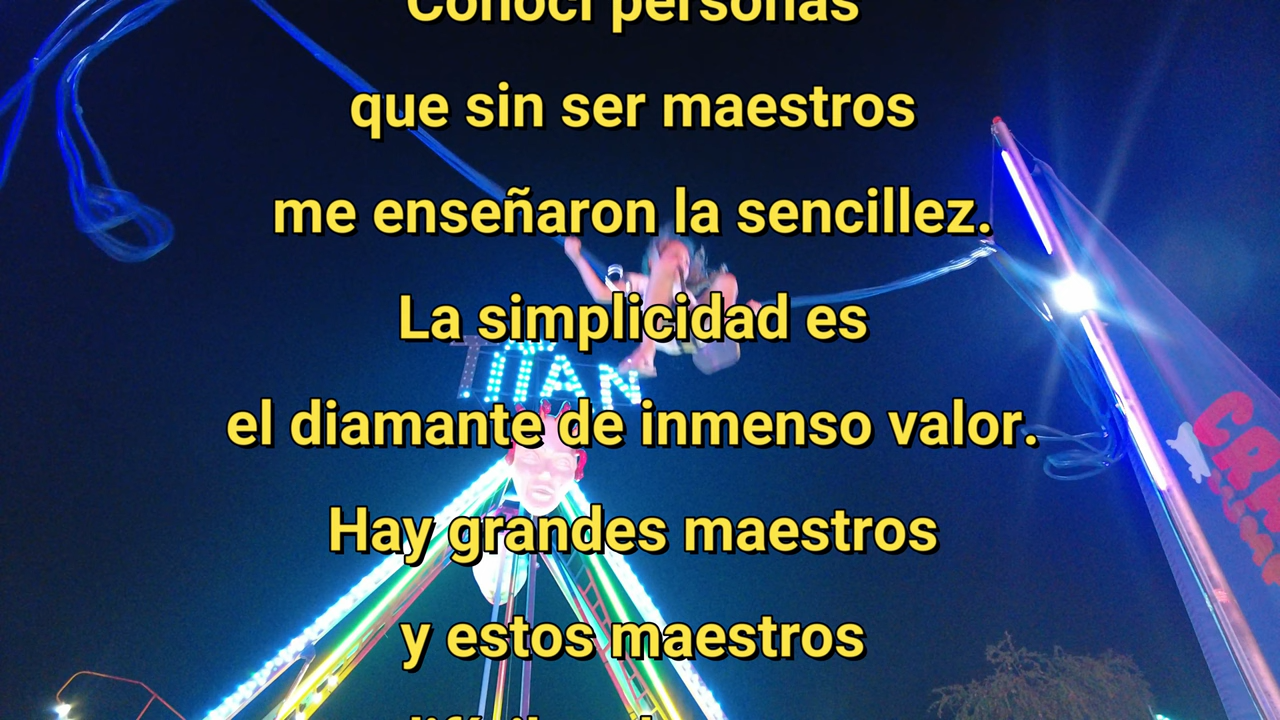 Conocí personas
que sin ser maestros
me enseñaron la sencillez.
La simplicidad es
el diamante de inmenso valor.
Hay grandes maestros
y estos maestros
TITAN